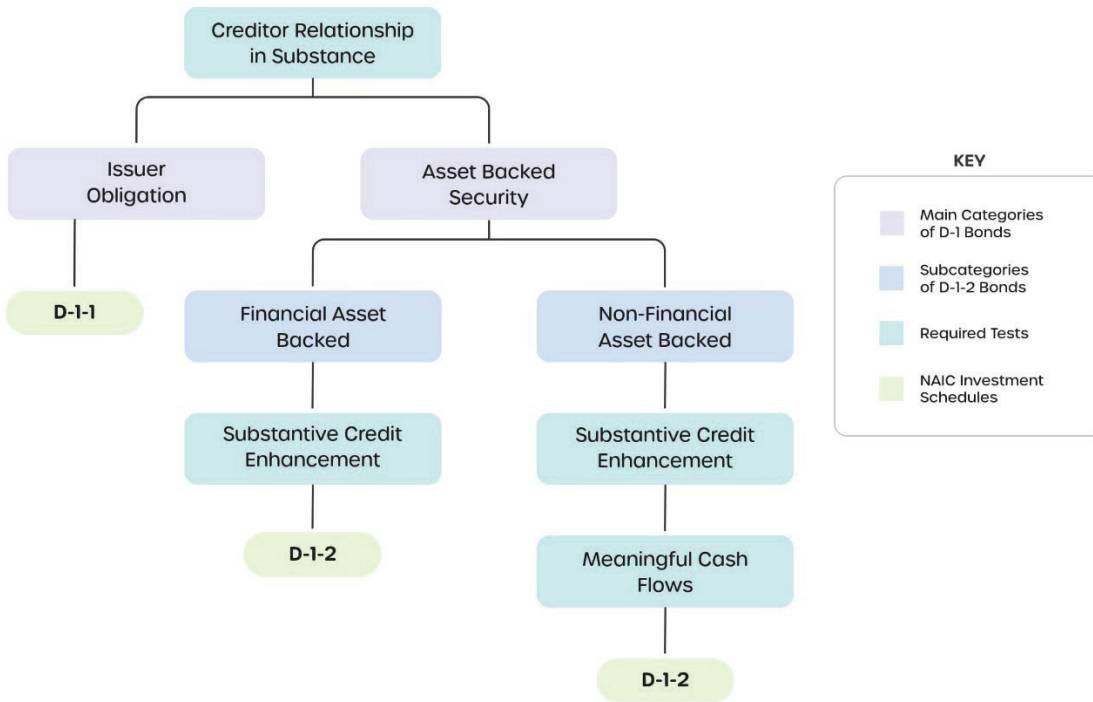 Creditor Relationship
in Substance
Issuer
Obligation
Asset Backed
Security
D-1-1
Financial Asset
Backed
Non-Financial
Asset Backed
Substantive Credit
Enhancement
Substantive Credit
Enhancement
D-1-2
Meaningful Cash
Flows
D-1-2
KEY
Main Categories
of D-1 Bonds
Subcategories
of D-1-2 Bonds
Required Tests
NAIC Investment
Schedules